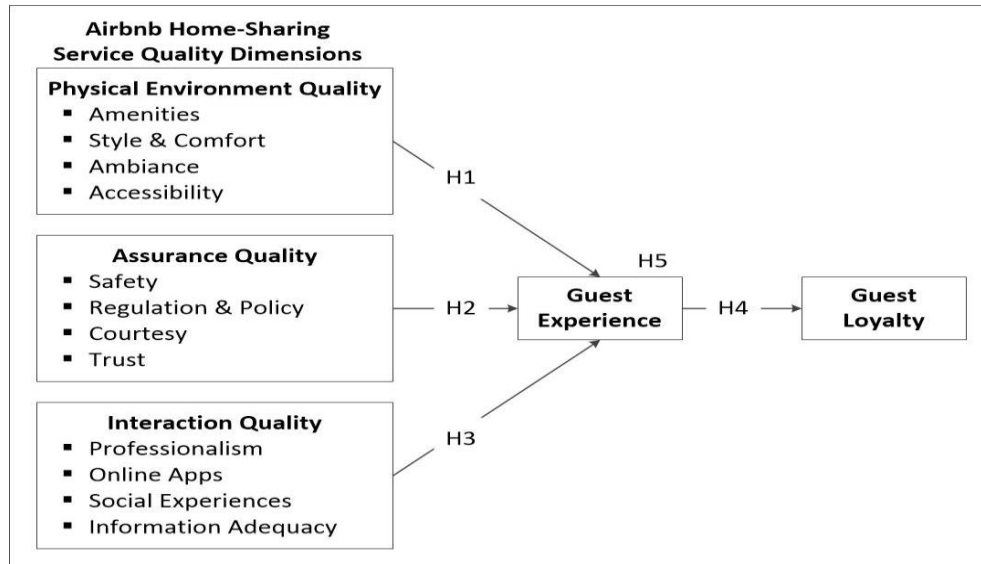 Airbnb Home-Sharing
Service Quality Dimensions
Physical Environment Quality
▪ Amenities
▪ Style & Comfort
▪ Ambiance
▪ Accessibility
H1
Assurance Quality
▪ Safety
▪ Regulation & Policy
▪ Courtesy
▪ Trust
H2
H5
Guest
Experience
H4
Guest
Loyalty
Interaction Quality
▪ Professionalism
▪ Online Apps
▪ Social Experiences
▪ Information Adequacy
H3